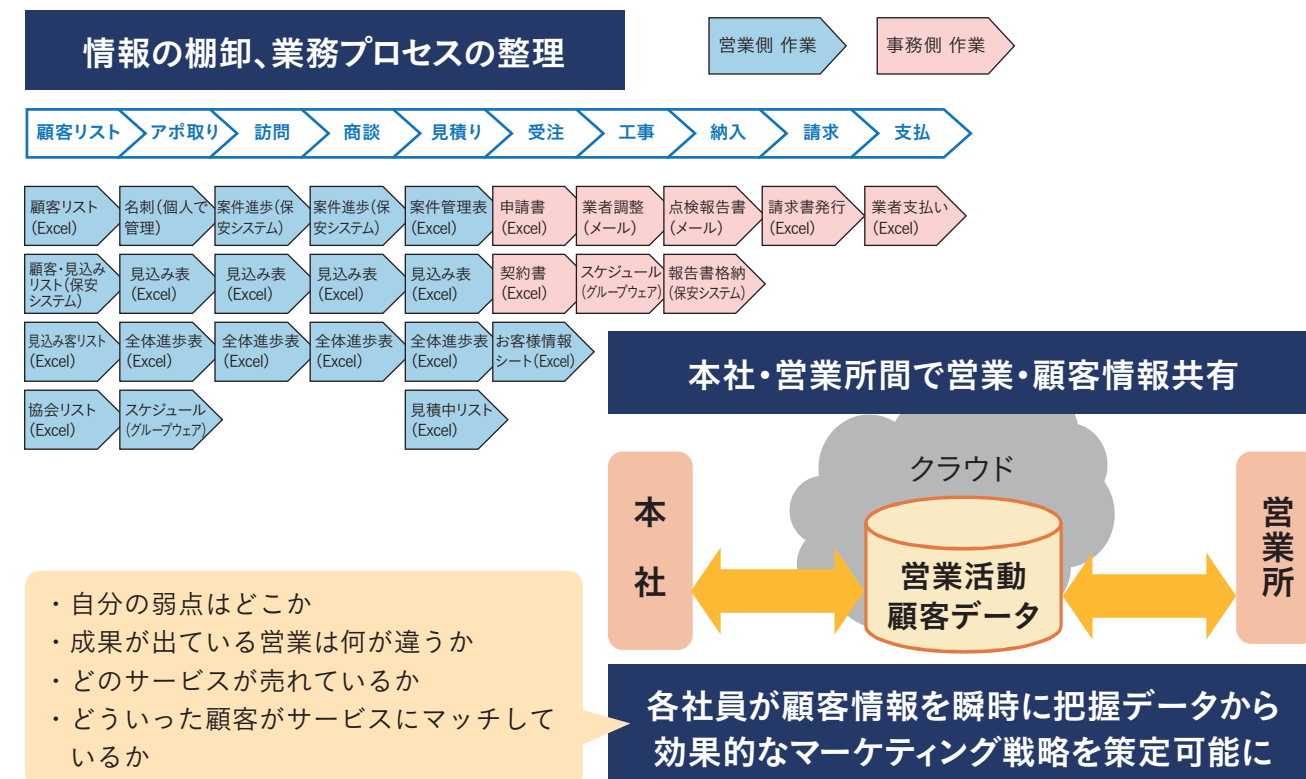 情報の棚卸、業務プロセスの整理
営業側 作業
事務側 作業
顧客リスト
アポ取り
訪問
商談
見積り
受注
工事
納入
請求
支払
顧客リスト
(Excel)
名刺(個人で
管理)
案件進歩(保
安システム)
案件進歩(保
安システム)
案件管理表
(Excel)
申請書
(Excel)
業者調整
(メール)
点検報告書
(メール)
請求書発行
(Excel)
業者支払い
(Excel)
顧客・見込み
リスト(保安
システム)
見込み表
(Excel)
見込み表
(Excel)
見込み表
(Excel)
見込み表
(Excel)
契約書
(Excel)
スケジュール
(グループウェア)
報告書格納
(保安システム)
見込み客リスト
(Excel)
全体進歩表
(Excel)
全体進歩表
(Excel)
全体進歩表
(Excel)
全体進歩表
(Excel)
お客様情報
シート(Excel)
協会リスト
(Excel)
スケジュール
(グループウェア)
見積中リスト
(Excel)
本社・営業所間で営業・顧客情報共有
クラウド
本社
営業活動
顧客データ
営業所
・自分の弱点はどこか
・成果が出ている営業は何が違うか
・どのサービスが売れているか
・どういった顧客がサービスにマッチして
いるか
各社員が顧客情報を瞬時に把握データから
効果的なマーケティング戦略を策定可能に